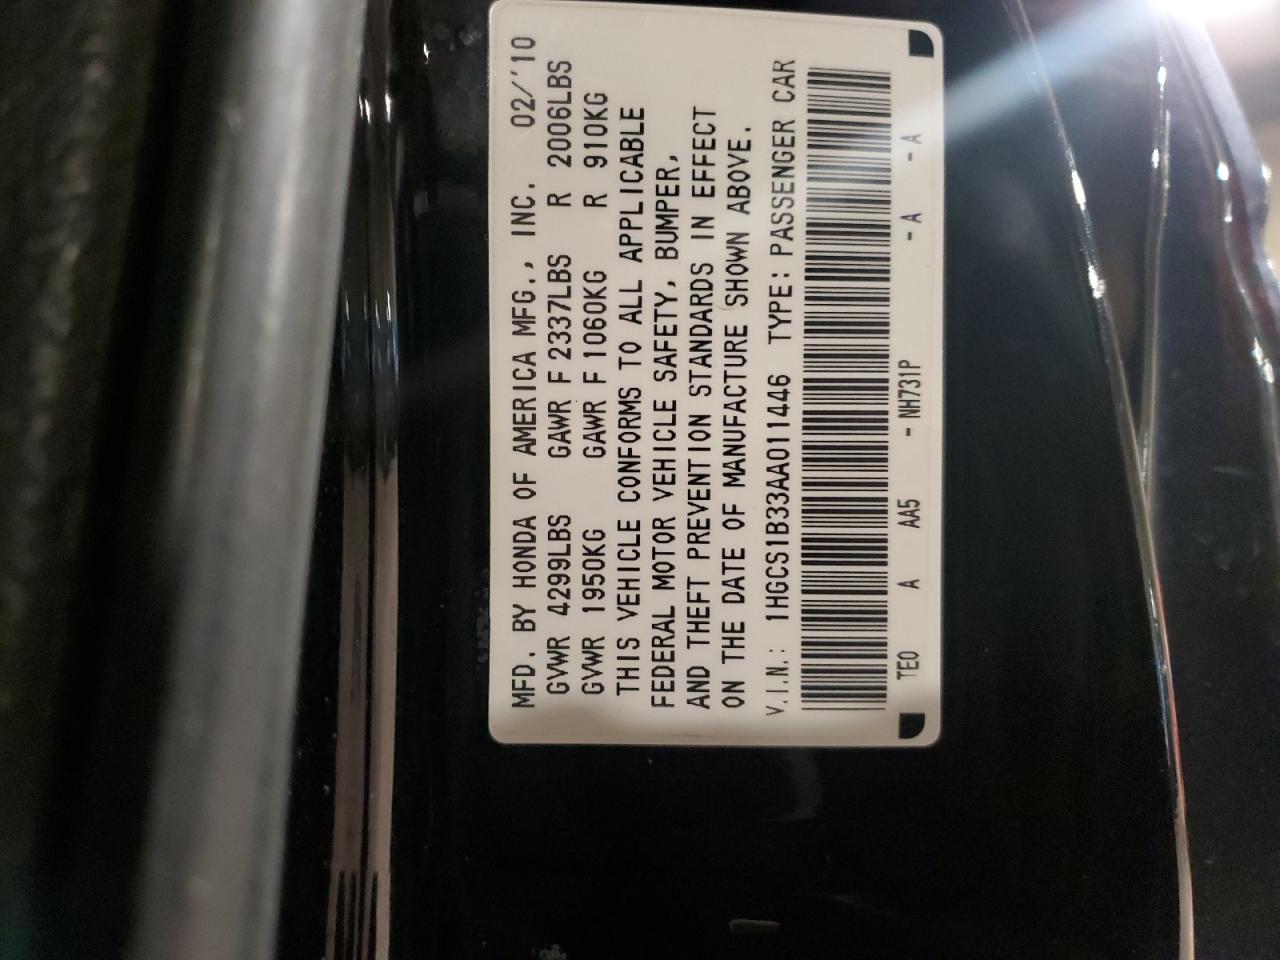 MFD. BY HONDA OF AMERICA MFG., INC. 02/'10
GVWR 4299LBS GAWR F 2337LBS R 2006LBS
GVWR 1950KG GAWR F 1060KG R 910KG
THIS VEHICLE CONFORMS TO ALL APPLICABLE
FEDERAL MOTOR VEHICLE SAFETY, BUMPER,
AND THEFT PREVENTION STANDARDS IN EFFECT
ON THE DATE OF MANUFACTURE SHOWN ABOVE.
V.I.N.: 1HGCS1B33AA011446 TYPE: PASSENGER CAR
TE0 A AA5 - NH731P - A - A